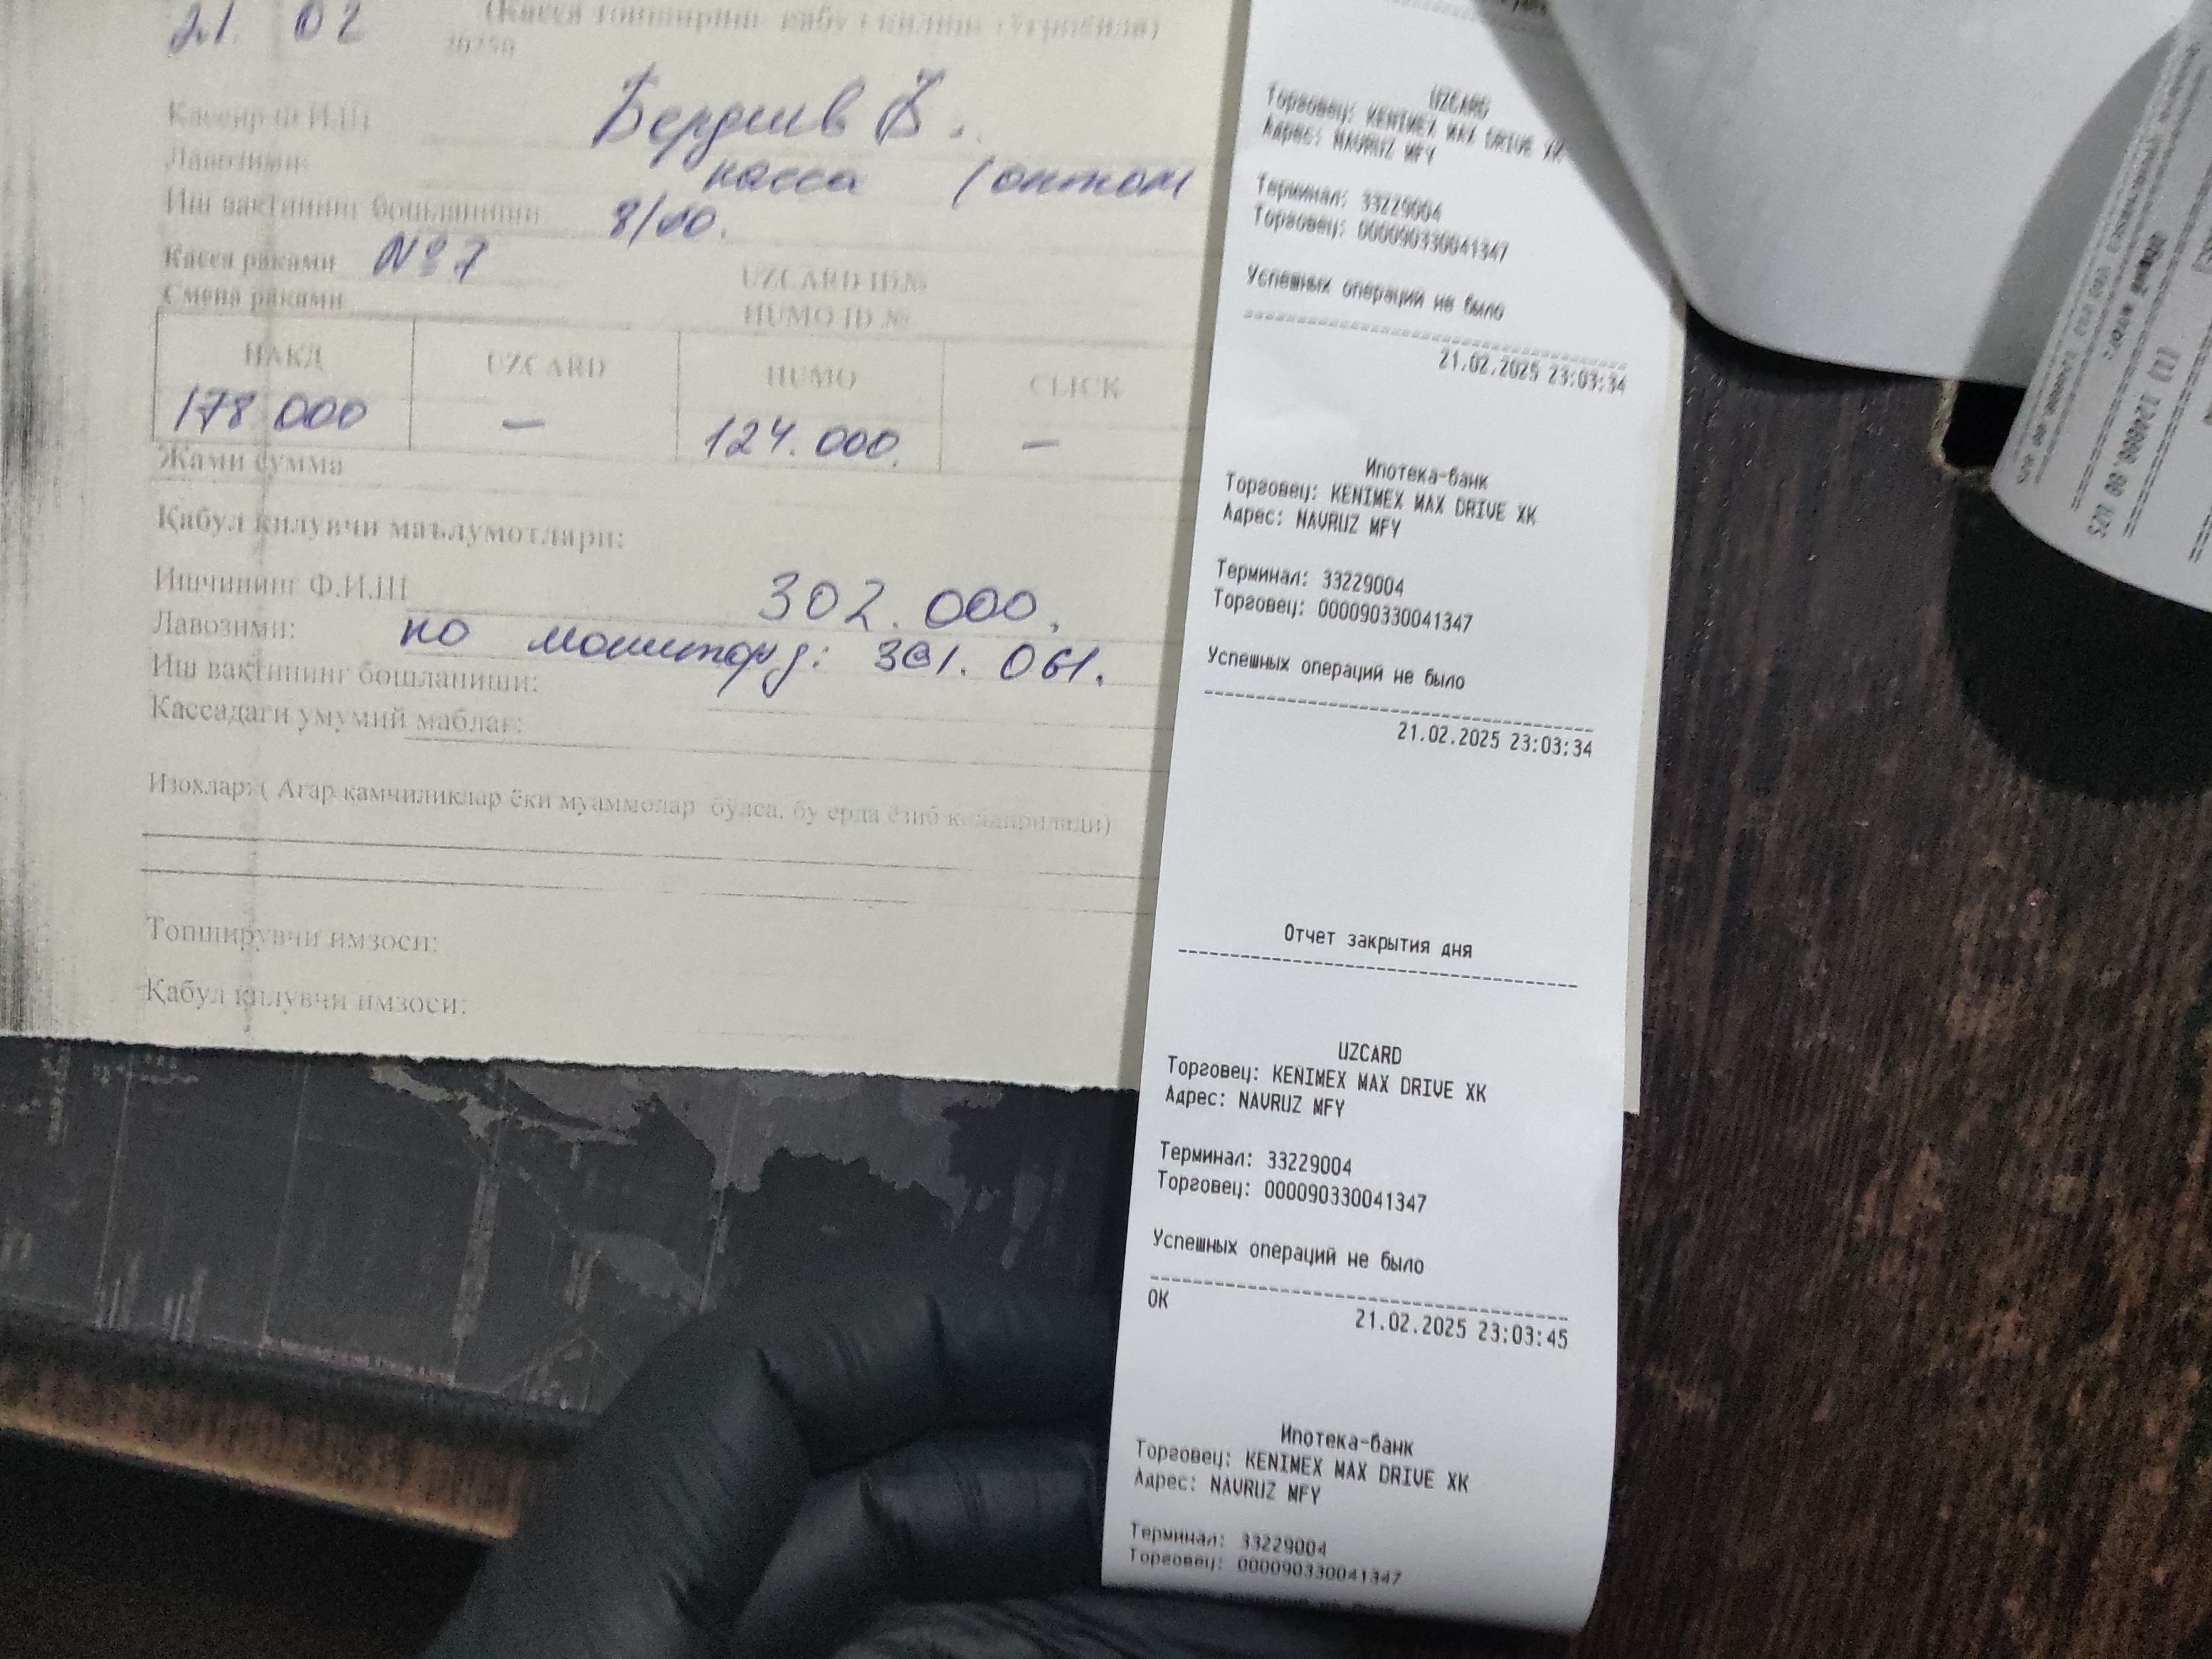 21. 02
(Касса топшириш- қабул қилиш тўғрисида)
Кассир Ф.И.Ш
Бердиев Ж.
Лавозими: касса (оптом
Иш вақтининг бошланиши: 8/00.
Касса рақами №7 UZCARD ID №
Смена рақами HUMO ID №
НАКД UZCARD HUMO CLICK
178 000 – 124.000. –
Жами сумма
Қабул қилувчи маълумотлари:
Ишчининг Ф.И.Ш 302.000.
Лавозими: по монитору: 301.061.
Иш вақтининг бошланиши:
Кассадаги умумий маблағ:
Изоҳлар:( Агар камчиликлар ёки муаммолар бўлса, бу ерда ёзиб қолдирилади)
Топширувчи имзоси:
Қабул қилувчи имзоси:
UZCARD
Торговец: KENIMEX MAX DRIVE XK
Адрес: NAVRUZ MFY
Терминал: 33229004
Торговец: 000090330041347
Успешных операций не было
21.02.2025 23:03:34
Ипотека-банк
Торговец: KENIMEX MAX DRIVE XK
Адрес: NAVRUZ MFY
Терминал: 33229004
Торговец: 000090330041347
Успешных операций не было
21.02.2025 23:03:34
Отчет закрытия дня
UZCARD
Торговец: KENIMEX MAX DRIVE XK
Адрес: NAVRUZ MFY
Терминал: 33229004
Торговец: 000090330041347
Успешных операций не было
OK
21.02.2025 23:03:45
Ипотека-банк
Торговец: KENIMEX MAX DRIVE XK
Адрес: NAVRUZ MFY
Терминал: 33229004
Торговец: 000090330041347
Общий итог:
(1) 124000.00 UZS